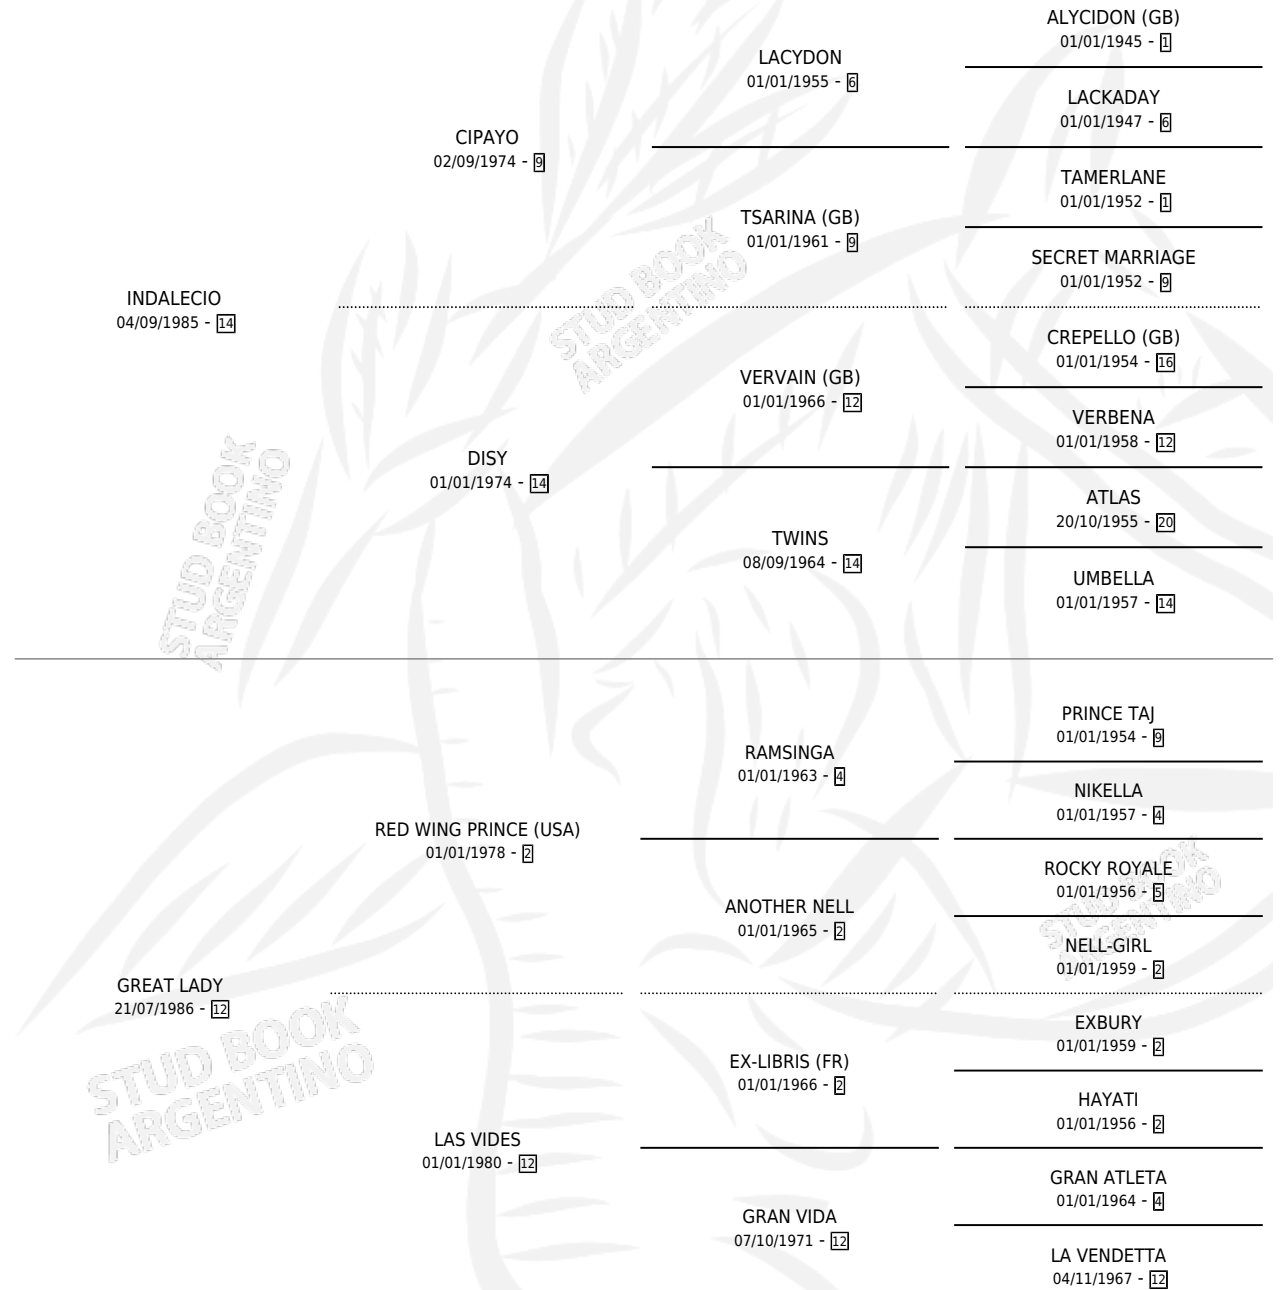 ALYCIDON (GB)
01/01/1945 - 1
LACYDON
01/01/1955 - 6
LACKADAY
01/01/1947 - 6
CIPAYO
02/09/1974 - 9
TAMERLANE
01/01/1952 - 1
TSARINA (GB)
01/01/1961 - 9
SECRET MARRIAGE
01/01/1952 - 9
INDALECIO
04/09/1985 - 14
CREPELLO (GB)
01/01/1954 - 16
VERVAIN (GB)
01/01/1966 - 12
VERBENA
01/01/1958 - 12
DISY
01/01/1974 - 14
ATLAS
20/10/1955 - 20
TWINS
08/09/1964 - 14
UMBELLA
01/01/1957 - 14
PRINCE TAJ
01/01/1954 - 9
RAMSINGA
01/01/1963 - 4
NIKELLA
01/01/1957 - 4
RED WING PRINCE (USA)
01/01/1978 - 2
ROCKY ROYALE
01/01/1956 - 5
ANOTHER NELL
01/01/1965 - 2
NELL-GIRL
01/01/1959 - 2
GREAT LADY
21/07/1986 - 12
EXBURY
01/01/1959 - 2
EX-LIBRIS (FR)
01/01/1966 - 2
HAYATI
01/01/1956 - 2
LAS VIDES
01/01/1980 - 12
GRAN ATLETA
01/01/1964 - 4
GRAN VIDA
07/10/1971 - 12
LA VENDETTA
04/11/1967 - 12
STUD BOOK
ARGENTINO
STUD BOOK
ARGENTINO
STUD BOOK
ARGENTINO
STUD BOOK
ARGENTINO